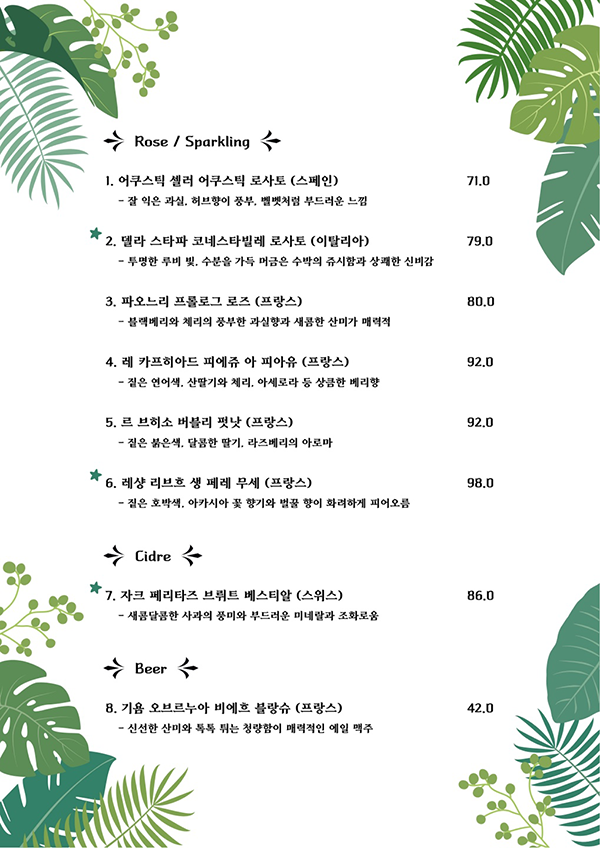 Rose / Sparkling
1. 어쿠스틱 셀러 어쿠스틱 로사토 (스페인) 71.0
- 잘 익은 과실, 허브향이 풍부, 벨벳처럼 부드러운 느낌
2. 델라 스타파 코네스타빌레 로사토 (이탈리아) 79.0
- 투명한 루비 빛, 수분을 가득 머금은 수박의 쥬시함과 상쾌한 신비감
3. 파오느리 프롤로그 로즈 (프랑스) 80.0
- 블랙베리와 체리의 풍부한 과실향과 새콤한 산미가 매력적
4. 레 카프히아드 피에쥬 아 피아유 (프랑스) 92.0
- 짙은 연어색, 산딸기와 체리, 아세로라 등 상큼한 베리향
5. 르 브히소 버블리 펏낫 (프랑스) 92.0
- 짙은 붉은색, 달콤한 딸기, 라즈베리의 아로마
6. 레샹 리브흐 생 페레 무세 (프랑스) 98.0
- 짙은 호박색, 아카시아 꽃 향기와 벌꿀 향이 화려하게 피어오름
Cidre
7. 자크 페리타즈 브뤼트 베스티알 (스위스) 86.0
- 새콤달콤한 사과의 풍미와 부드러운 미네랄과 조화로움
Beer
8. 기욤 오브르누아 비에흐 블랑슈 (프랑스) 42.0
- 신선한 산미와 톡톡 튀는 청량함이 매력적인 에일 맥주